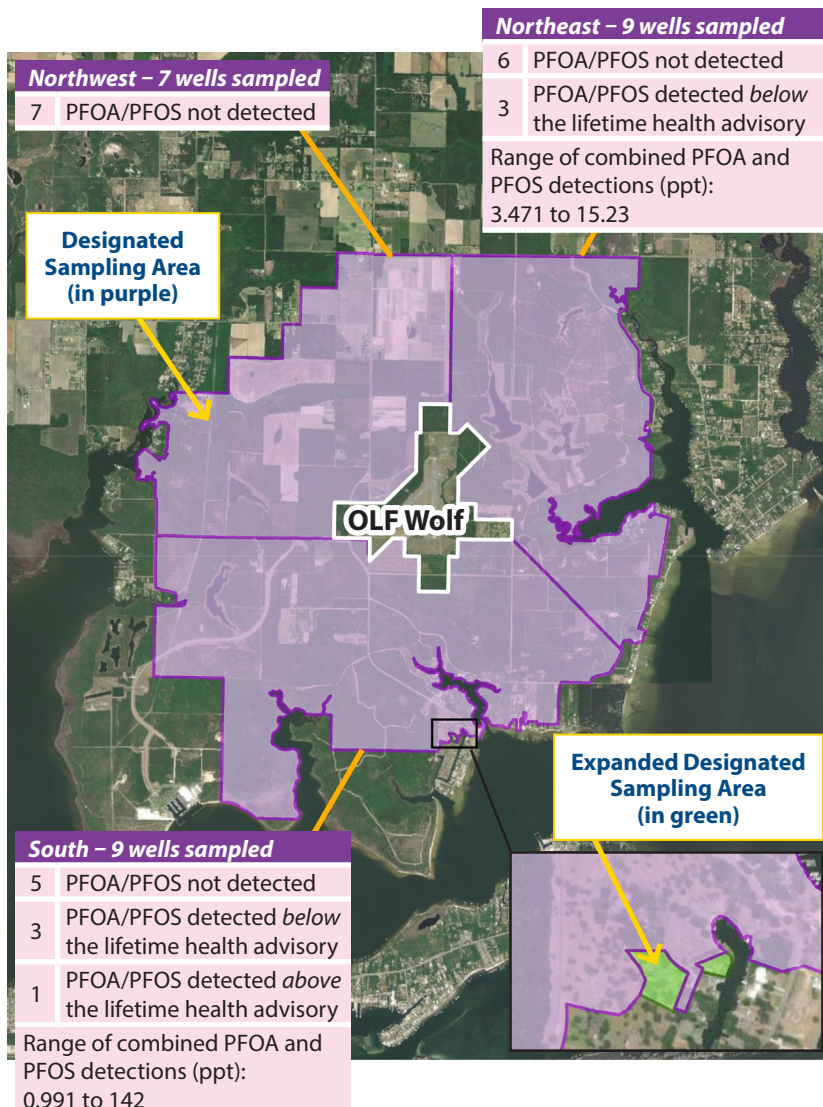 Northwest – 7 wells sampled
7 PFOA/PFOS not detected
Northeast – 9 wells sampled
6 PFOA/PFOS not detected
3 PFOA/PFOS detected below
the lifetime health advisory
Range of combined PFOA and
PFOS detections (ppt):
3.471 to 15.23
Designated
Sampling Area
(in purple)
OLF Wolf
Expanded Designated
Sampling Area
(in green)
South – 9 wells sampled
5 PFOA/PFOS not detected
3 PFOA/PFOS detected below
the lifetime health advisory
1 PFOA/PFOS detected above
the lifetime health advisory
Range of combined PFOA and
PFOS detections (ppt):
0.991 to 142